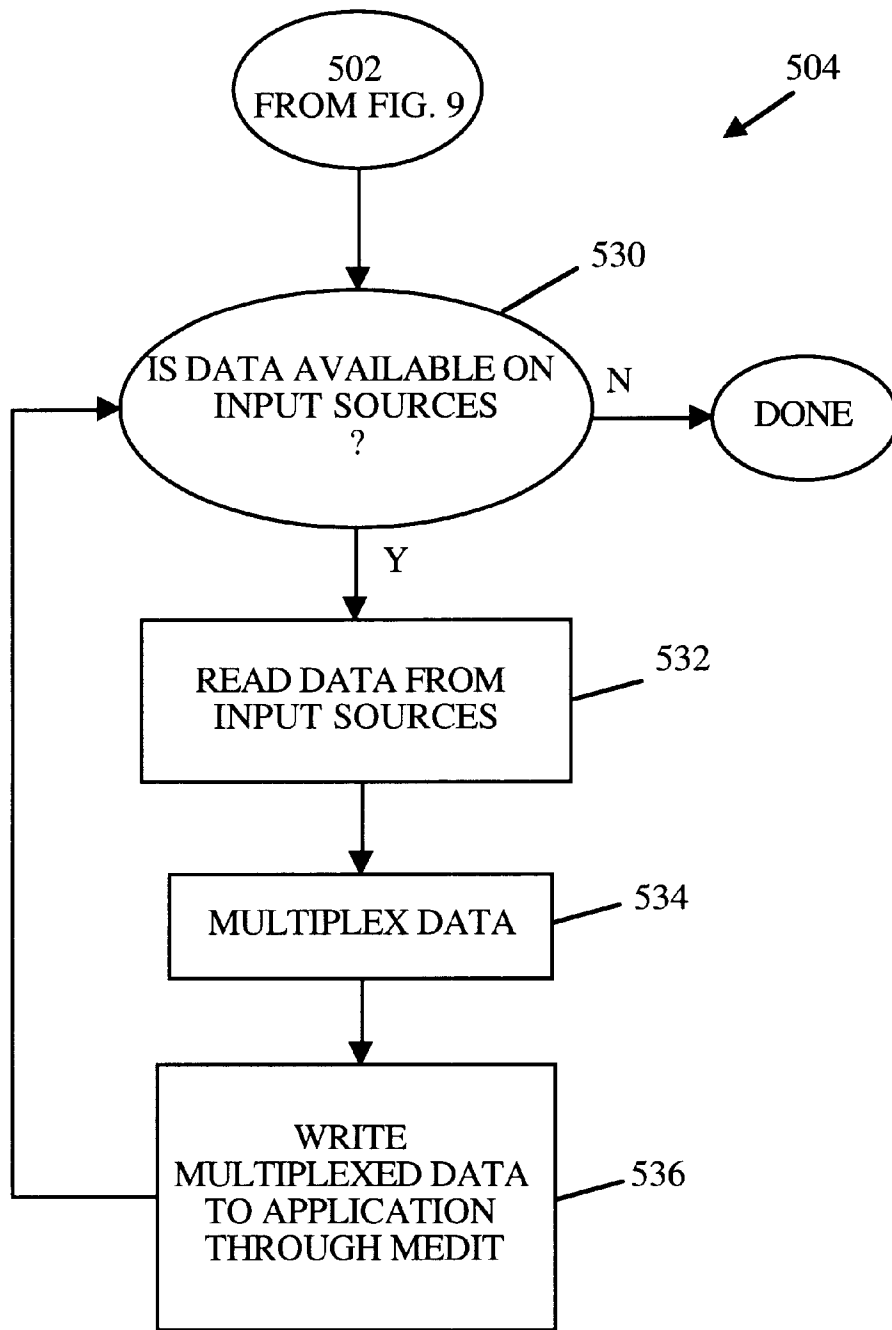 502
FROM FIG. 9
504
530
IS DATA AVAILABLE ON
INPUT SOURCES
?
N
DONE
Y
READ DATA FROM
INPUT SOURCES
532
MULTIPLEX DATA
534
WRITE
MULTIPLEXED DATA
TO APPLICATION
THROUGH MEDIT
536